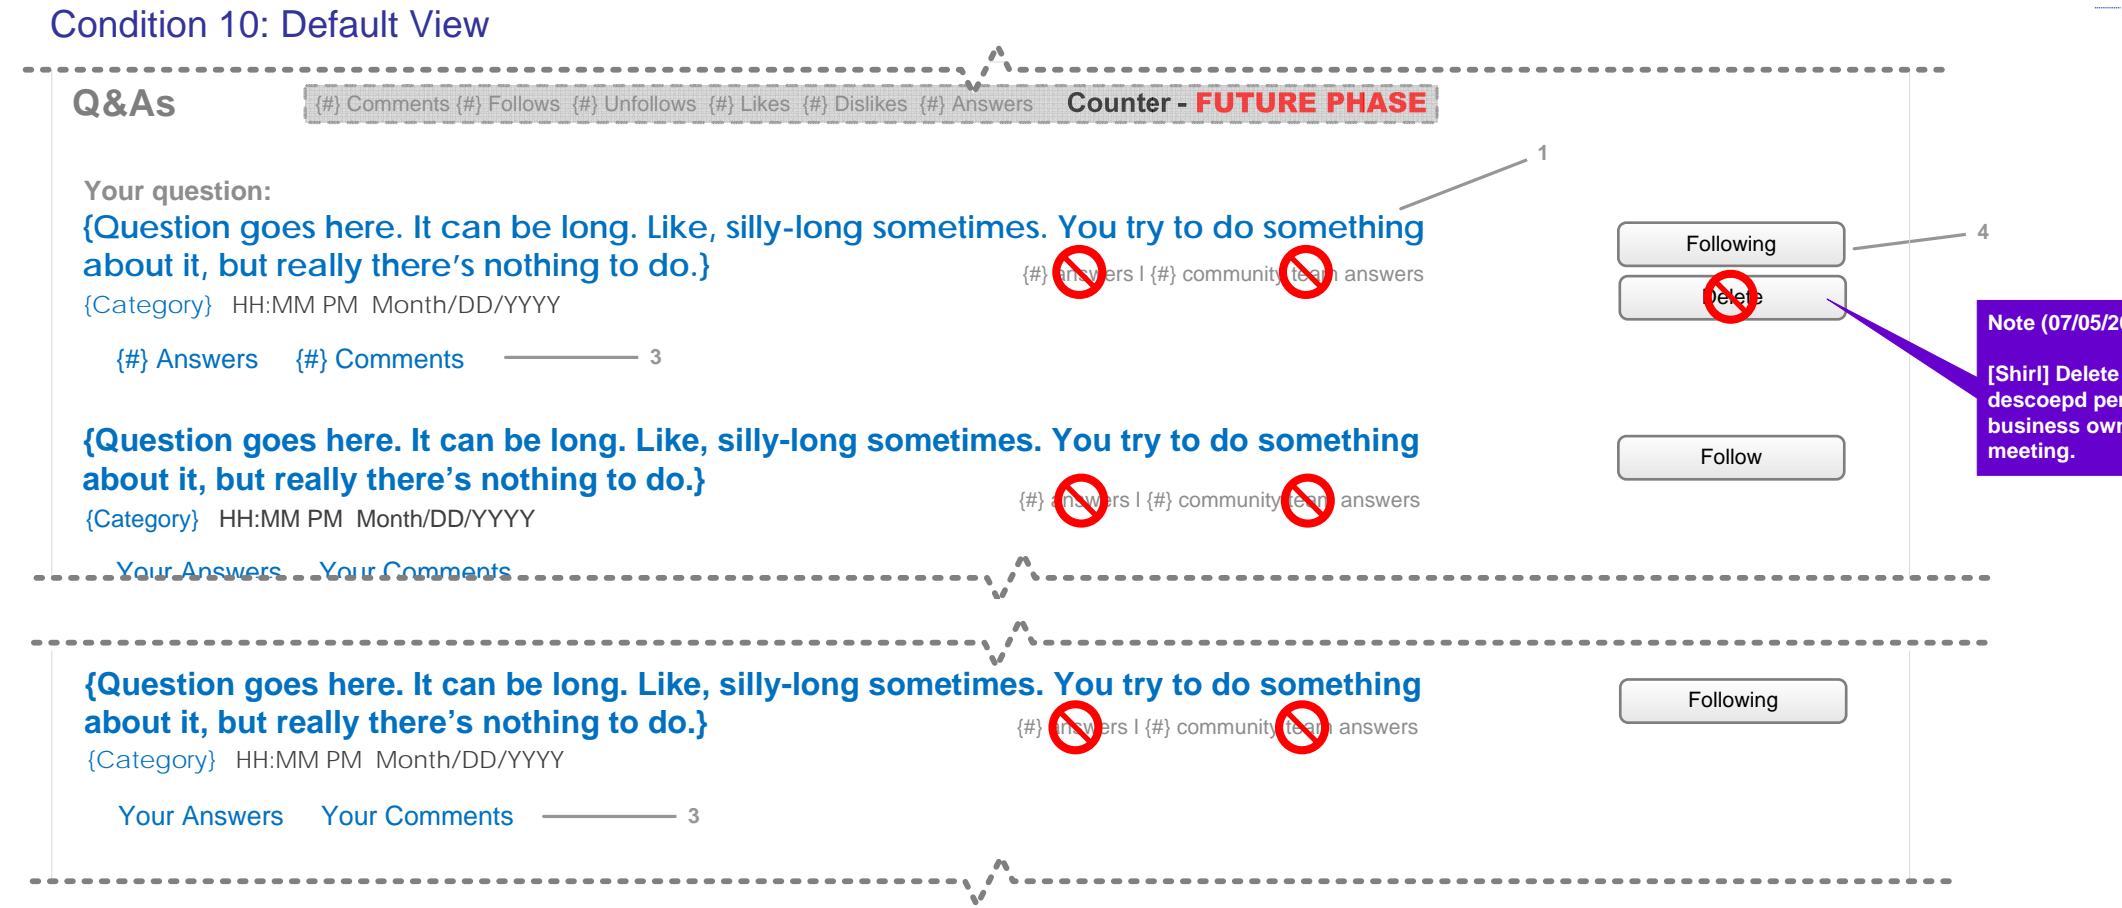 Condition 10: Default View
Q&As
{#} Comments {#} Follows {#} Unfollows {#} Likes {#} Dislikes {#} Answers Counter - FUTURE PHASE
1
Your question:
{Question goes here. It can be long. Like, silly-long sometimes. You try to do something
about it, but really there's nothing to do.}
{#} answers I {#} community team answers
Following
4
Delete
{Category} HH:MM PM Month/DD/YYYY
{#} Answers {#} Comments
3
Note (07/05/20
[Shirl] Delete
descoepd per
business own
meeting.
{Question goes here. It can be long. Like, silly-long sometimes. You try to do something
about it, but really there's nothing to do.}
{#} answers I {#} community team answers
Follow
{Category} HH:MM PM Month/DD/YYYY
Your Answers Your Comments
{Question goes here. It can be long. Like, silly-long sometimes. You try to do something
about it, but really there's nothing to do.}
{#} answers I {#} community team answers
Following
{Category} HH:MM PM Month/DD/YYYY
Your Answers Your Comments
3